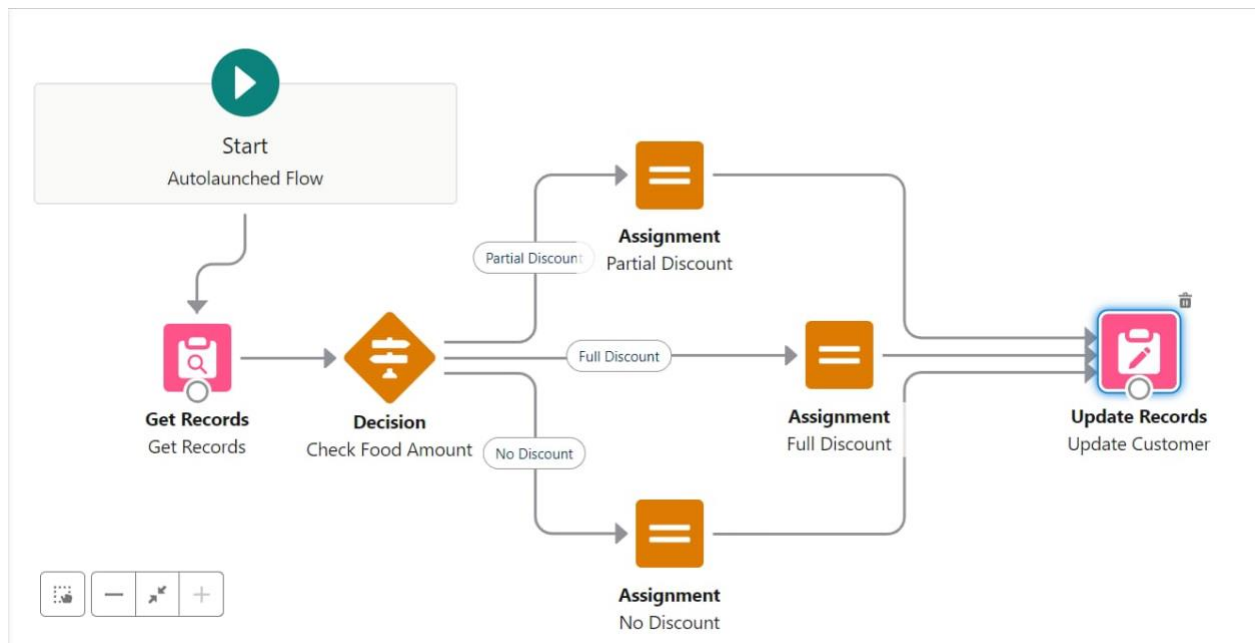 Start
Autolaunched Flow
Assignment
Partial Discount
Partial Discount
Full Discount
Get Records
Get Records
Decision
Check Food Amount
No Discount
Assignment
Full Discount
Update Records
Update Customer
Assignment
No Discount